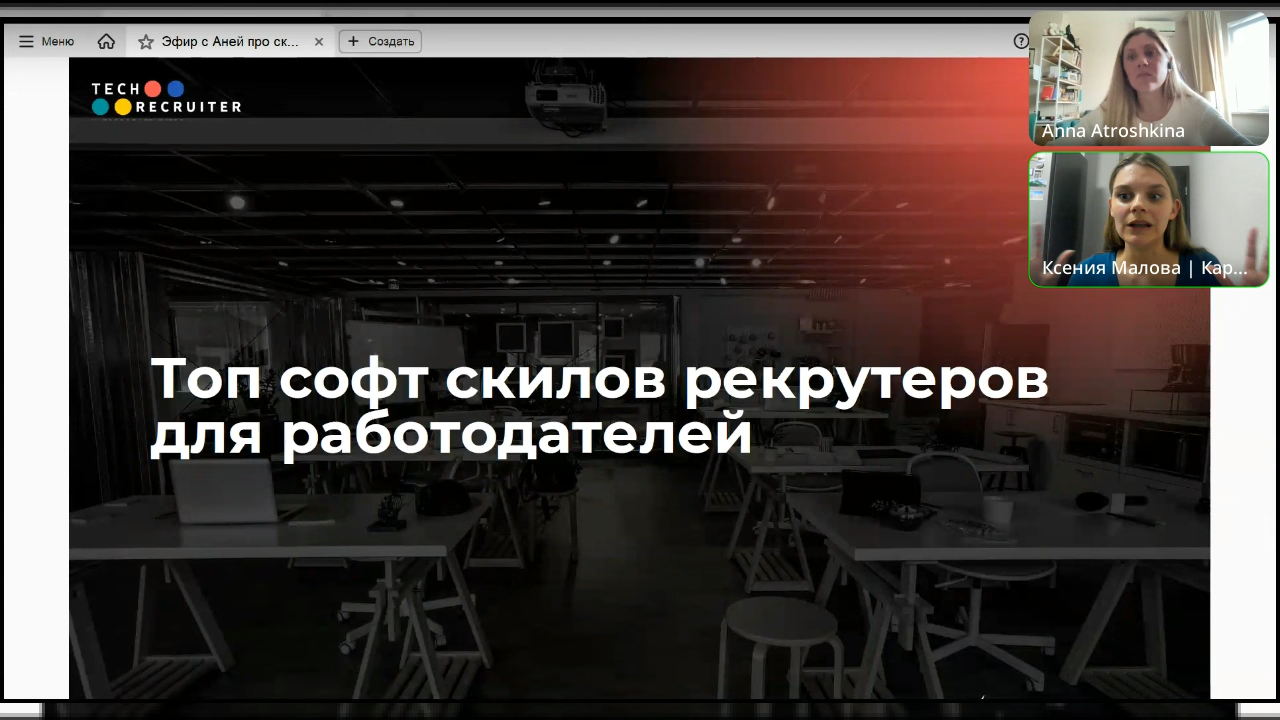 Меню
Эфир с Аней про ск...
Создать
TECH
RECRUITER
Anna Atroshkina
Ксения Малова | Кар...
Топ софт скилов рекрутеров
для работодателей